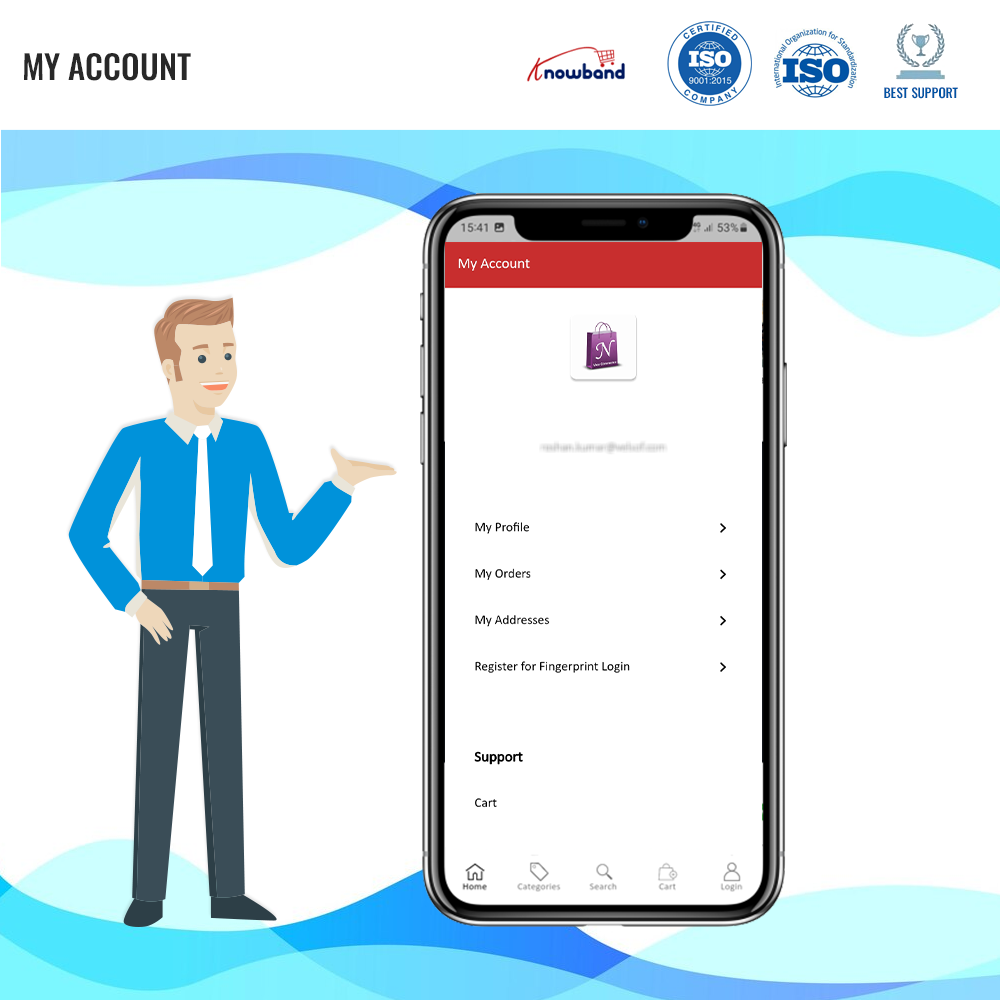 MY ACCOUNT
Knowband
CERTIFIED
ISO
9001:2015
COMPANY
International Organization for Standardization
ISO
BEST SUPPORT
15:41
53%
My Account
N
My Profile
My Orders
My Addresses
Register for Fingerprint Login
Support
Cart
Home
Categories
Search
Cart
Login